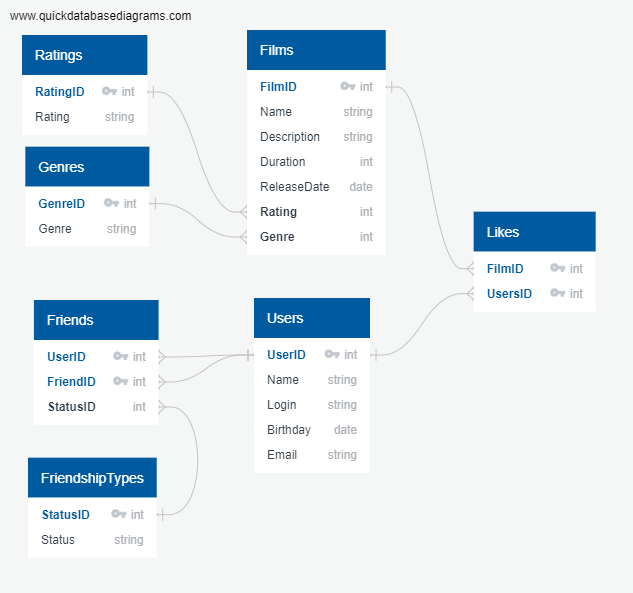 www.quickdatabasediagrams.com
Ratings
RatingID int
Rating string
Genres
GenreID int
Genre string
Films
FilmID int
Name string
Description string
Duration int
ReleaseDate date
Rating int
Genre int
Likes
FilmID int
UsersID int
Friends
UserID int
FriendID int
StatusID int
Users
UserID int
Name string
Login string
Birthday date
Email string
FriendshipTypes
StatusID int
Status string